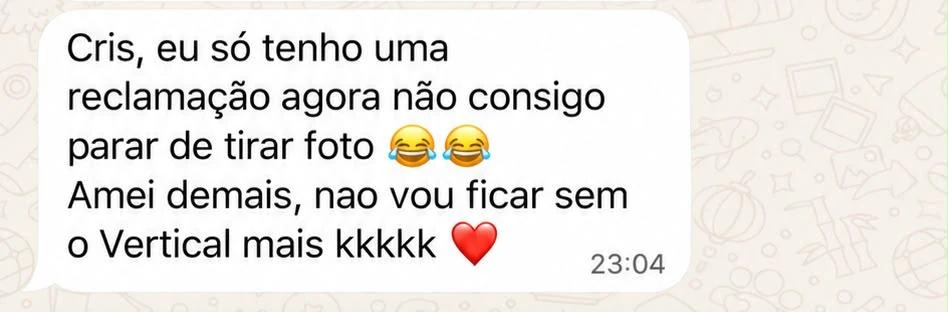 Cris, eu só tenho uma
reclamação agora não consigo
parar de tirar foto 😂😂
Amei demais, nao vou ficar sem
o Vertical mais kkkkk ❤️
23:04